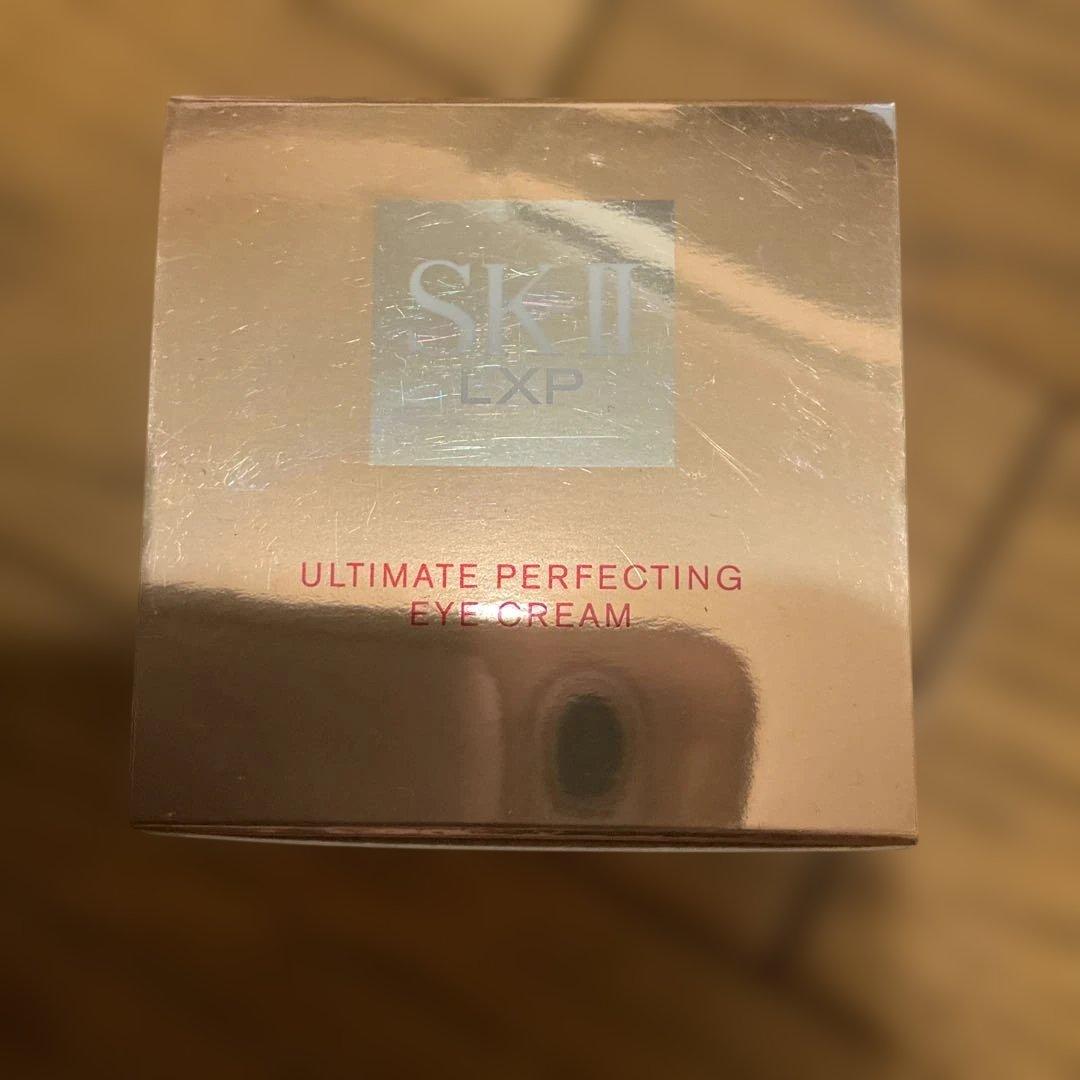 SK-II
LXP
ULTIMATE PERFECTING
EYE CREAM